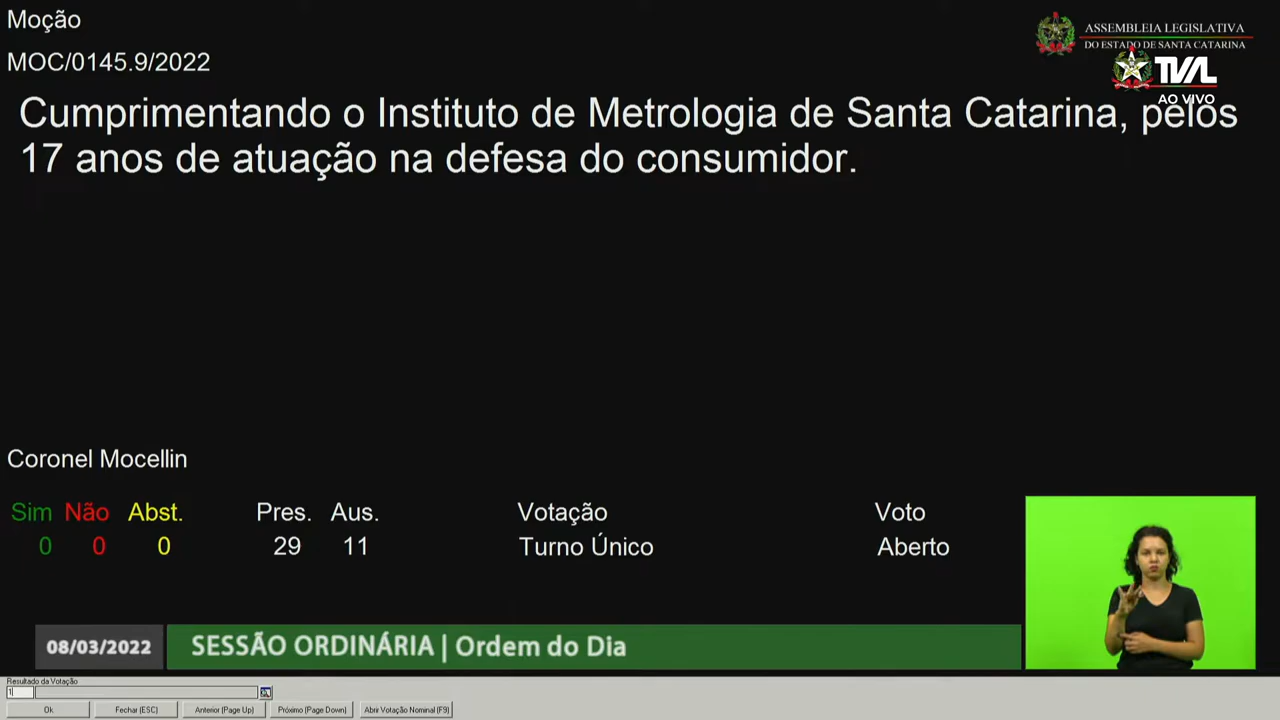 Moção
MOC/0145.9/2022
ASSEMBLEIA LEGISLATIVA
DO ESTADO DE SANTA CATARINA
TVAL
AO VIVO
Cumprimentando o Instituto de Metrologia de Santa Catarina, pelos
17 anos de atuação na defesa do consumidor.
Coronel Mocellin
Sim Não Abst. Pres. Aus. Votação Voto
0 0 0 29 11 Turno Único Aberto
08/03/2022 SESSÃO ORDINÁRIA | Ordem do Dia
Resultado da Votação
1
Ok Fechar (ESC) Anterior (Page Up) Próximo (Page Down) Abrir Votação Nominal (F9)